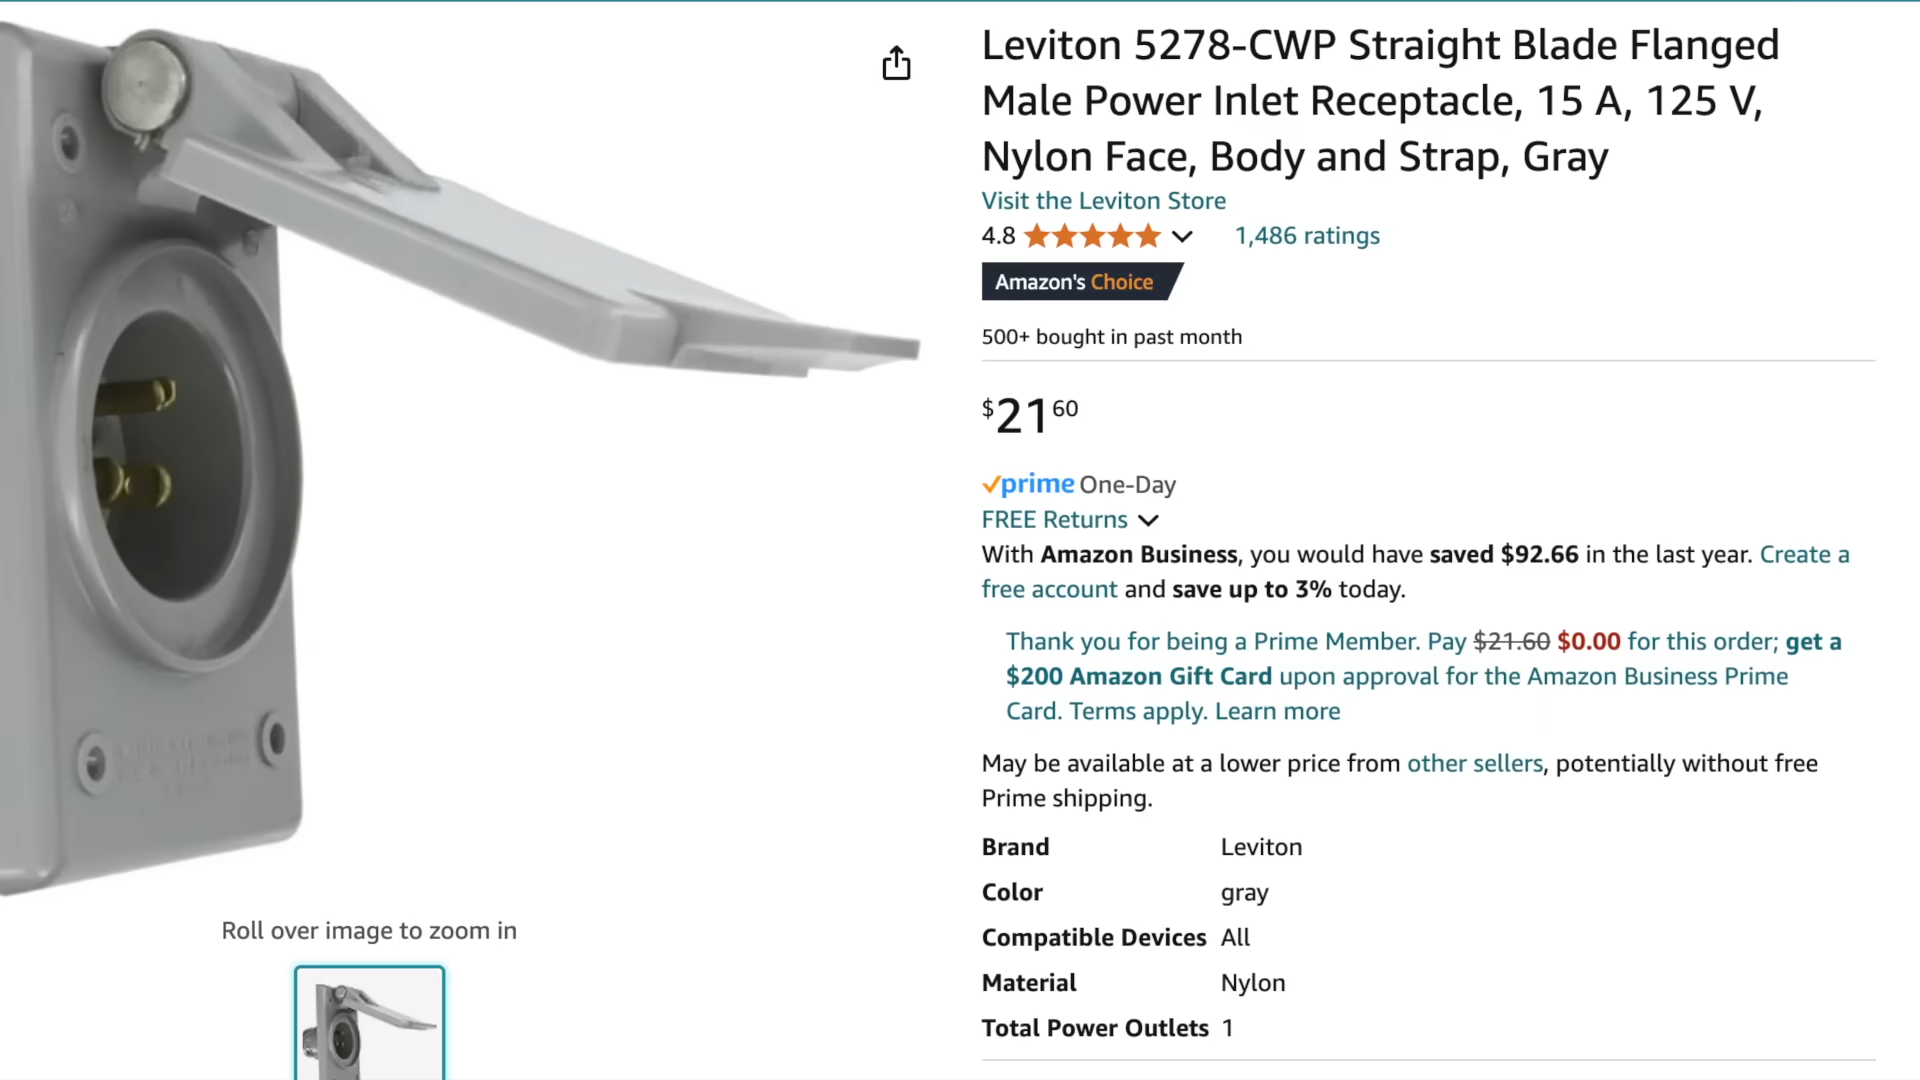 Leviton 5278-CWP Straight Blade Flanged
Male Power Inlet Receptacle, 15 A, 125 V,
Nylon Face, Body and Strap, Gray
Visit the Leviton Store
4.8 1,486 ratings
Amazon's Choice
500+ bought in past month
$21 60
prime One-Day
FREE Returns
With Amazon Business, you would have saved $92.66 in the last year. Create a
free account and save up to 3% today.
Thank you for being a Prime Member. Pay $21.60 $0.00 for this order; get a
$200 Amazon Gift Card upon approval for the Amazon Business Prime
Card. Terms apply. Learn more
May be available at a lower price from other sellers, potentially without free
Prime shipping.
Brand Leviton
Color gray
Compatible Devices All
Material Nylon
Total Power Outlets 1
Roll over image to zoom in